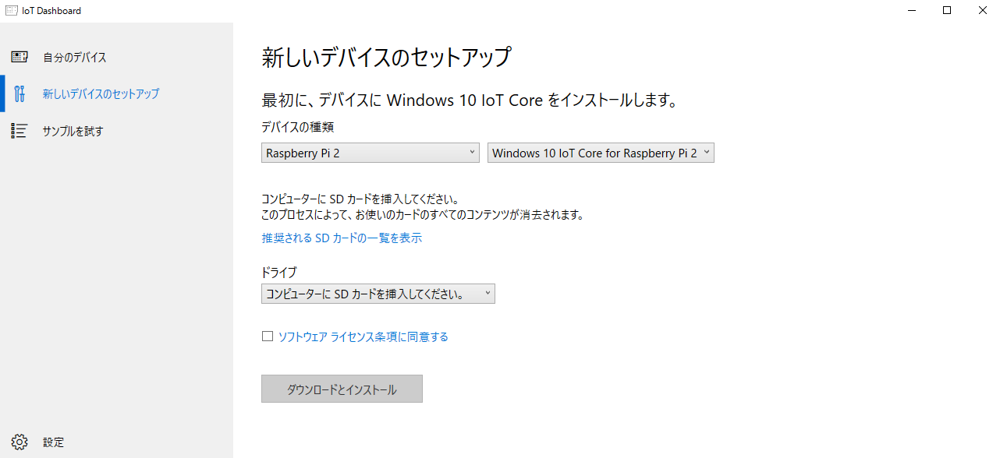 IoT Dashboard
自分のデバイス
新しいデバイスのセットアップ
サンプルを試す
設定
新しいデバイスのセットアップ
最初に、デバイスに Windows 10 IoT Core をインストールします。
デバイスの種類
Raspberry Pi 2
Windows 10 IoT Core for Raspberry Pi 2
コンピューターに SD カードを挿入してください。
このプロセスによって、お使いのカードのすべてのコンテンツが消去されます。
推奨される SD カードの一覧を表示
ドライブ
コンピューターに SD カードを挿入してください。
ソフトウェア ライセンス条項に同意する
ダウンロードとインストール